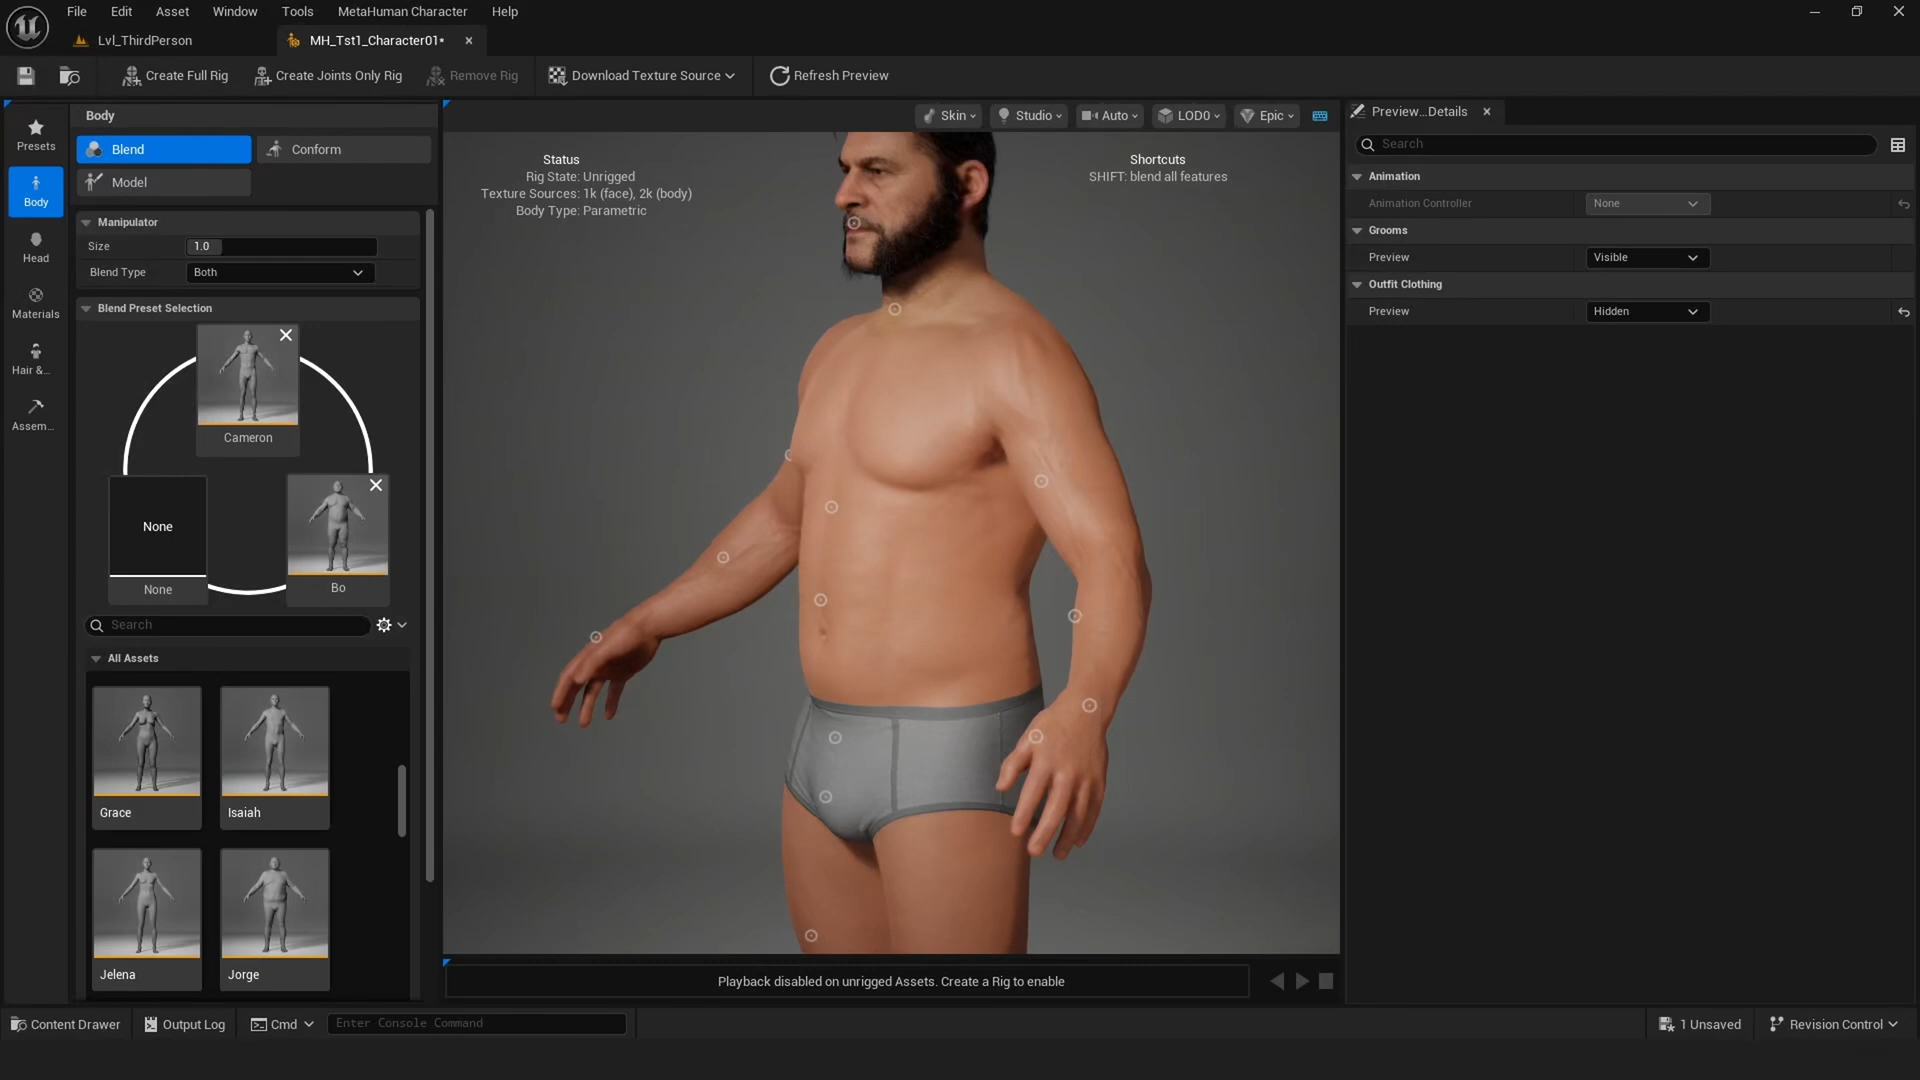 File Edit Asset Window Tools MetaHuman Character Help
Lvl_ThirdPerson
MH_Tst1_Character01*
Create Full Rig
Create Joints Only Rig
Remove Rig
Download Texture Source
Refresh Preview
Presets
Body
Head
Materials
Hair &...
Assem...
Body
Blend
Conform
Model
Manipulator
Size 1.0
Blend Type Both
Blend Preset Selection
Cameron
None
None
Bo
Search
All Assets
Grace
Isaiah
Jelena
Jorge
Skin
Studio
Auto
LOD0
Epic
Status
Rig State: Unrigged
Texture Sources: 1k (face), 2k (body)
Body Type: Parametric
Shortcuts
SHIFT: blend all features
Playback disabled on unrigged Assets. Create a Rig to enable
Preview...Details
Search
Animation
Animation Controller None
Grooms
Preview Visible
Outfit Clothing
Preview Hidden
Content Drawer
Output Log
Cmd
Enter Console Command
1 Unsaved
Revision Control